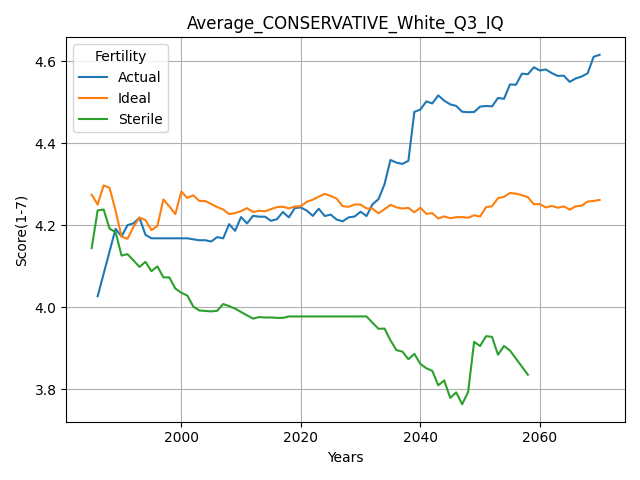 Average_CONSERVATIVE_White_Q3_IQ
Fertility
Actual
Ideal
Sterile
Score(1-7)
4.6
4.4
4.2
4.0
3.8
2000
2020
2040
2060
Years